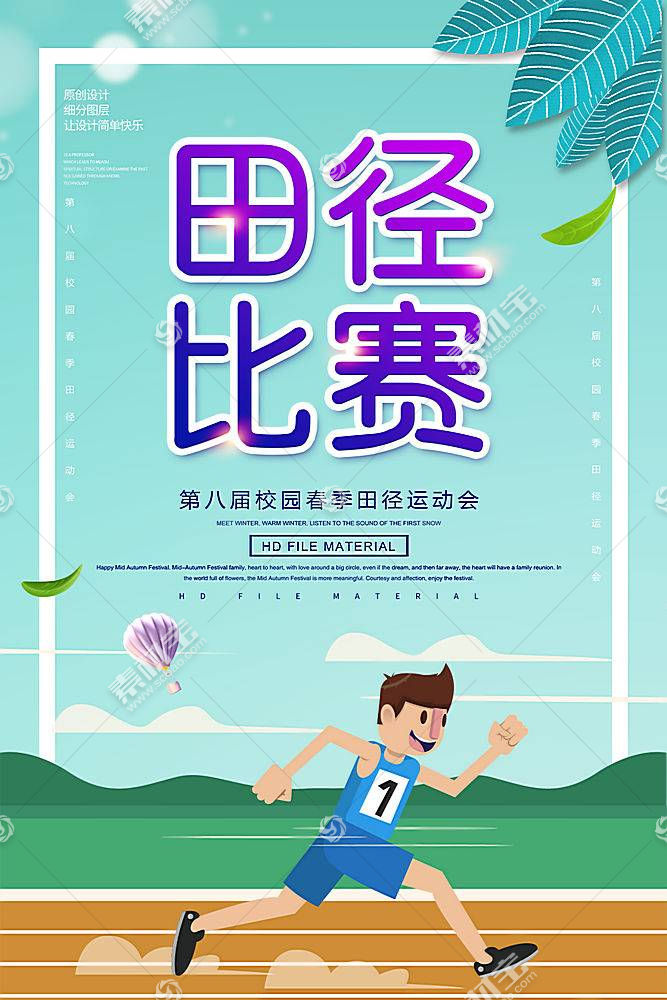 原创设计
细分图层
让设计简单快乐
第八届校园春季田径运动会
第八届校园春季田径运动会
田径
比赛
第八届校园春季田径运动会
MEET WINTER, WARM WINTER, LISTEN TO THE SOUND OF THE FIRST SNOW
HD FILE MATERIAL
Happy Mid Autumn Festival, Mid-Autumn Festival family, heart to heart, with love around a big circle, even if the dream, and then far away, the heart will have a family reunion. In
the world full of flowers, the Mid Autumn Festival is more meaningful. Courtesy and affection, enjoy the festival.
HD FILE MATERIAL
1
素材宝
www.scbao.com